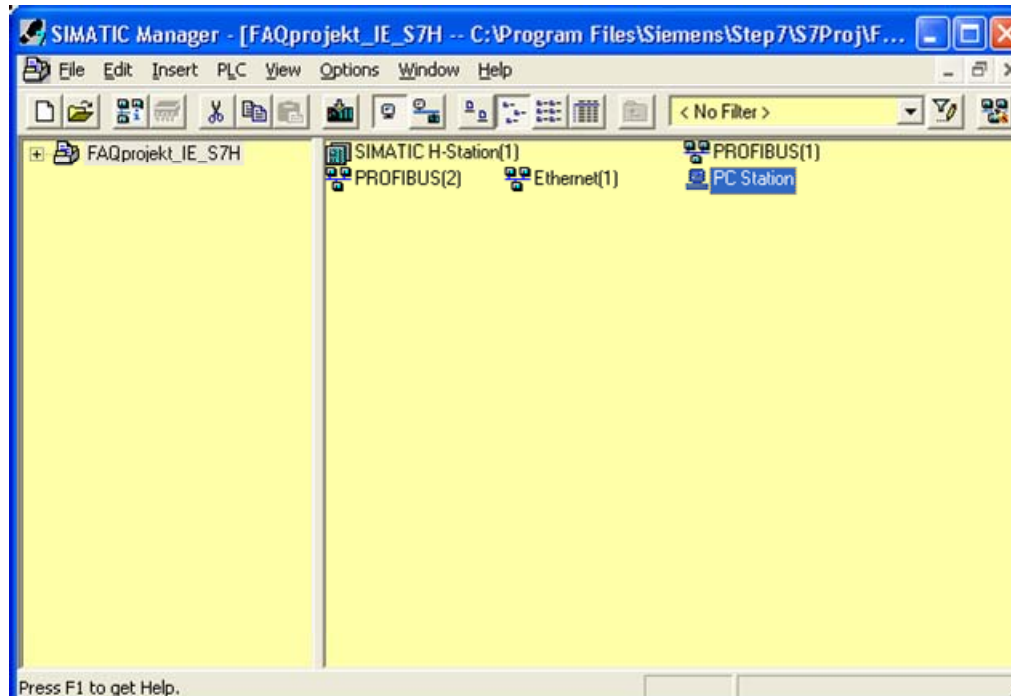 SIMATIC Manager - [FAQprojekt_IE_S7H -- C:\Program Files\Siemens\Step7\S7Proj\F...
File Edit Insert PLC View Options Window Help
< No Filter >
FAQprojekt_IE_S7H
SIMATIC H-Station(1) PROFIBUS(1)
PROFIBUS(2) Ethernet(1) PC Station
Press F1 to get Help.